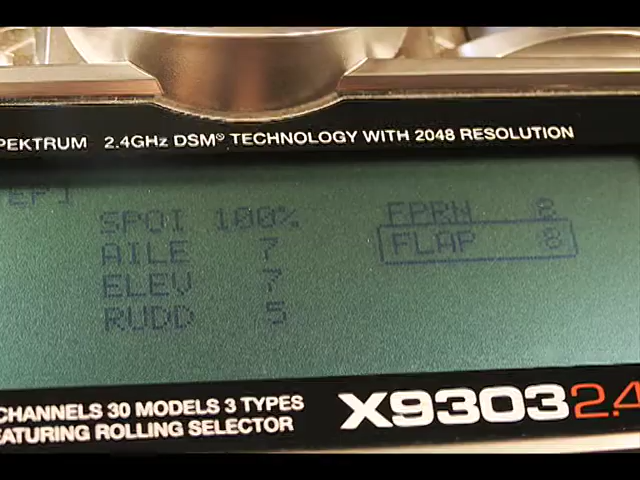 PEKTRUM 2.4GHz DSM® TECHNOLOGY WITH 2048 RESOLUTION
SPOI 100%
AILE 7
ELEV 7
RUDD 5
FLAP 8
CHANNELS 30 MODELS 3 TYPES
EATURING ROLLING SELECTOR
X9303 2.4